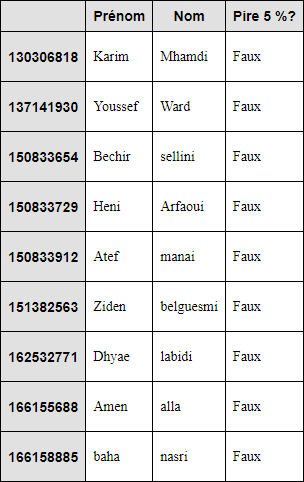 Prénom Nom Pire 5 %?
130306818 Karim Mhamdi Faux
137141930 Youssef Ward Faux
150833654 Bechir sellini Faux
150833729 Heni Arfaoui Faux
150833912 Atef manai Faux
151382563 Ziden belguesmi Faux
162532771 Dhyae labidi Faux
166155688 Amen alla Faux
166158885 baha nasri Faux